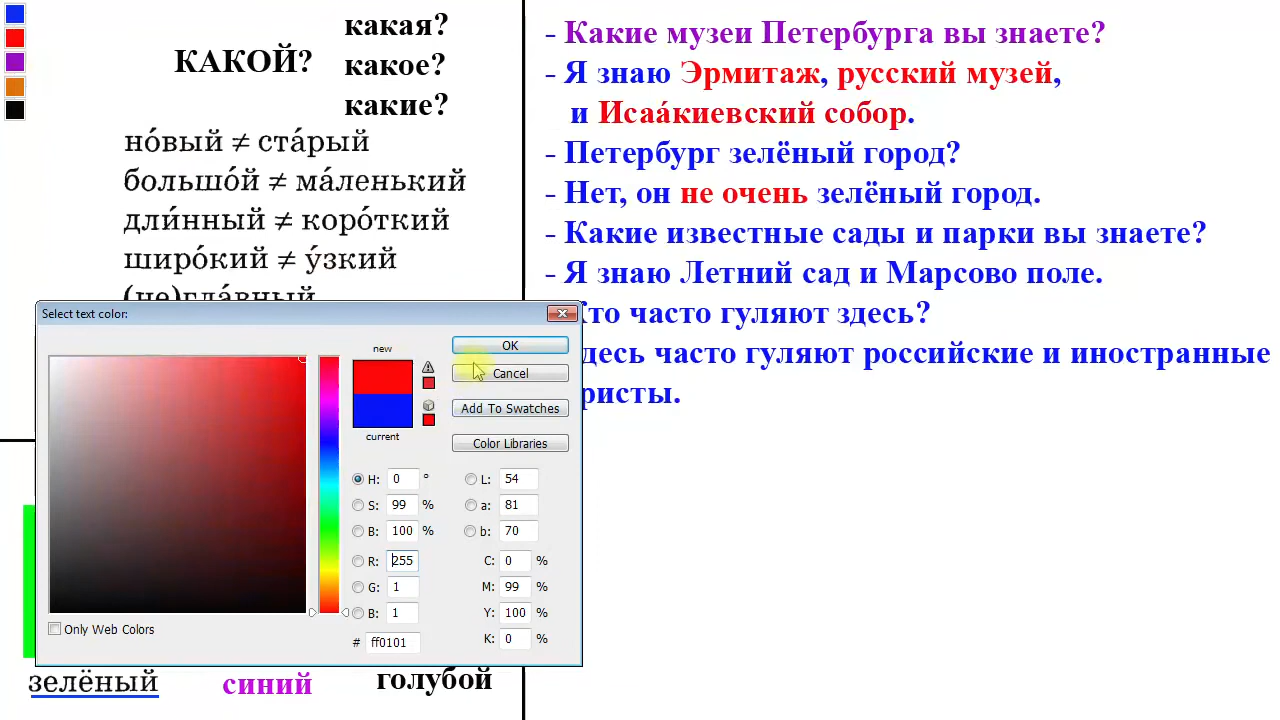 КАКОЙ?
какая?
какое?
какие?
но́вый ≠ ста́рый
большо́й ≠ ма́ленький
дли́нный ≠ коро́ткий
широ́кий ≠ у́зкий
(не)гла́вный
- Какие музеи Петербурга вы знаете?
- Я знаю Эрмитаж, русский музей,
и Исаа́киевский собор.
- Петербург зелёный город?
- Нет, он не очень зелёный город.
- Какие известные сады и парки вы знаете?
- Я знаю Летний сад и Марсово поле.
то часто гуляют здесь?
десь часто гуляют российские и иностранные
ристы.
Select text color:
new
current
OK
Cancel
Add To Swatches
Color Libraries
H: 0 °
S: 99 %
B: 100 %
R: 255
G: 1
B: 1
# ff0101
L: 54
a: 81
b: 70
C: 0 %
M: 99 %
Y: 100 %
K: 0 %
Only Web Colors
зелёный
синий
голубой